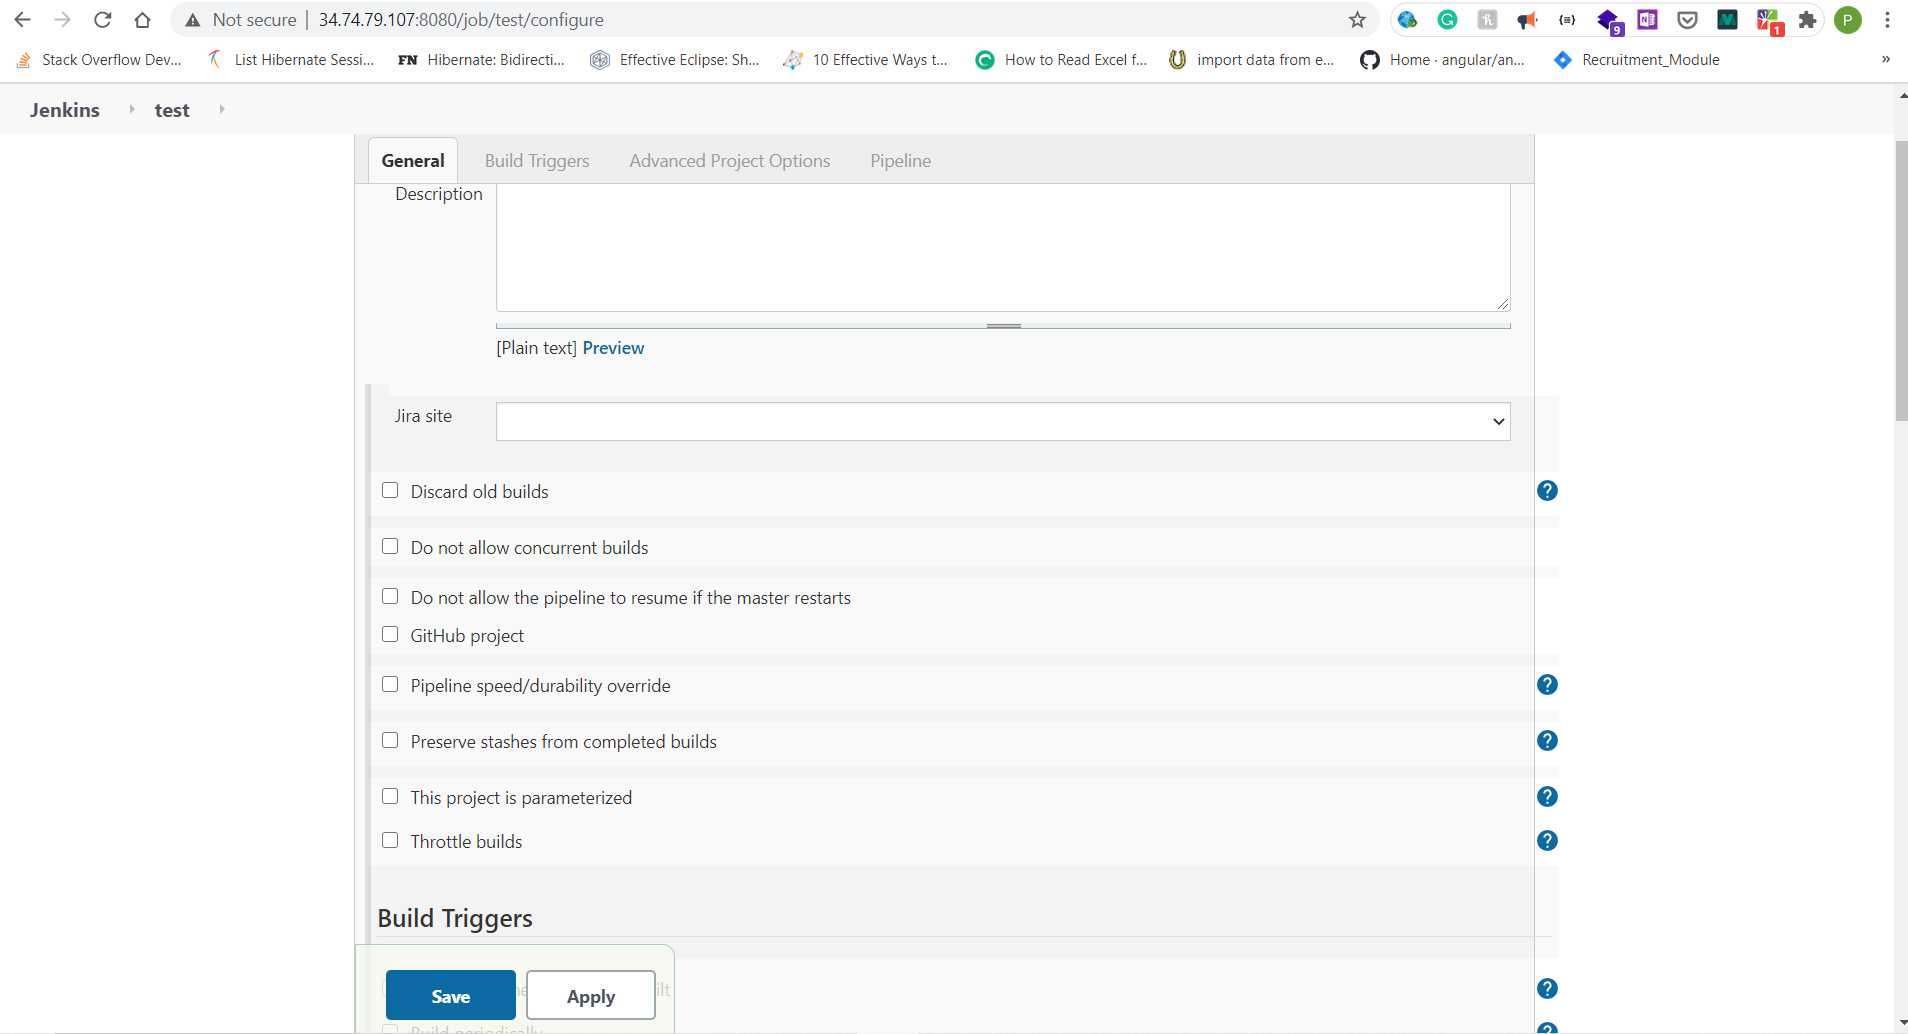 Not secure | 34.74.79.107:8080/job/test/configure
9
1
P
Stack Overflow Dev... List Hibernate Sessi... FN Hibernate: Bidirecti... Effective Eclipse: Sh... 10 Effective Ways t... How to Read Excel f... import data from e... Home · angular/an... Recruitment_Module »
Jenkins test
General Build Triggers Advanced Project Options Pipeline
Description
[Plain text] Preview
Jira site
Discard old builds
Do not allow concurrent builds
Do not allow the pipeline to resume if the master restarts
GitHub project
Pipeline speed/durability override
Preserve stashes from completed builds
This project is parameterized
Throttle builds
Build Triggers
Save Apply
Build periodically